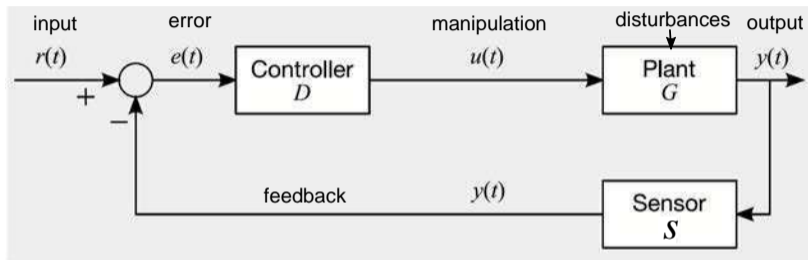 input
error
manipulation
disturbances
output
r(t)
e(t)
u(t)
y(t)
+
−
Controller
D
Plant
G
feedback
y(t)
Sensor
S